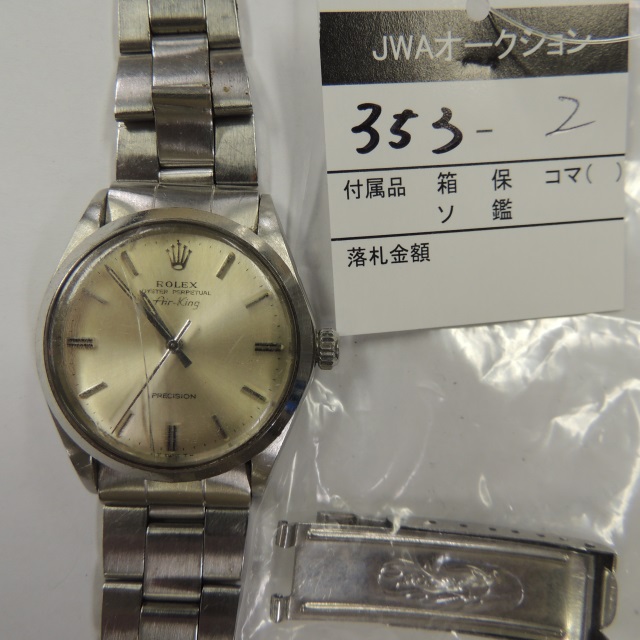 JWAオークション
353-2
付属品 箱 保 コマ( )
ソ 鑑
落札金額
ROLEX
OYSTER PERPETUAL
Air-King
PRECISION